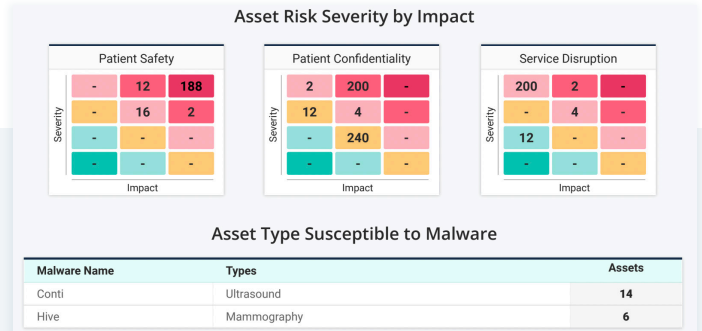 Asset Risk Severity by Impact
Patient Safety Patient Confidentiality Service Disruption
Severity Severity Severity
- 12 188 2 200 - 200 2 -
- 16 2 12 4 - - 4 -
- - - - 240 - 12 - -
- - - - - - - - -
Impact Impact Impact
Asset Type Susceptible to Malware
Malware Name Types Assets
Conti Ultrasound 14
Hive Mammography 6